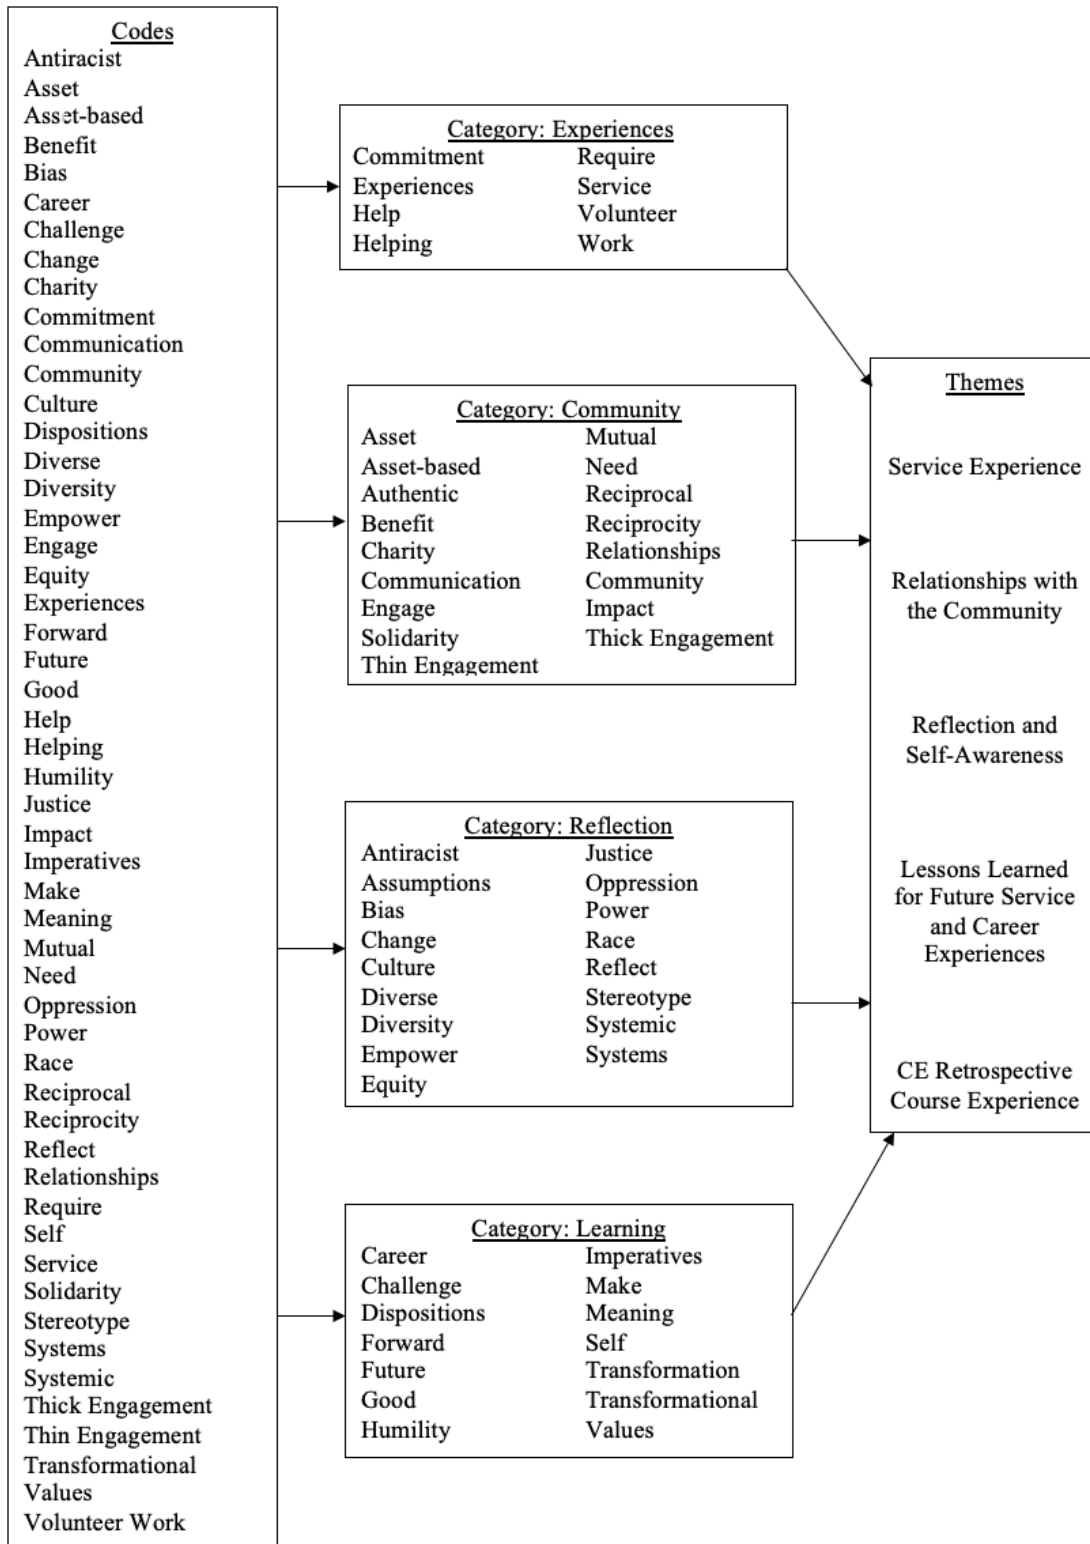 Codes
Antiracist
Asset
Asset-based
Benefit
Bias
Career
Challenge
Change
Charity
Commitment
Communication
Community
Culture
Dispositions
Diverse
Diversity
Empower
Engage
Equity
Experiences
Forward
Future
Good
Help
Helping
Humility
Justice
Impact
Imperatives
Make
Meaning
Mutual
Need
Oppression
Power
Race
Reciprocal
Reciprocity
Reflect
Relationships
Require
Self
Service
Solidarity
Stereotype
Systems
Systemic
Thick Engagement
Thin Engagement
Transformational
Values
Volunteer Work
Category: Experiences
Commitment Require
Experiences Service
Help Volunteer
Helping Work
Category: Community
Asset Mutual
Asset-based Need
Authentic Reciprocal
Benefit Reciprocity
Charity Relationships
Communication Community
Engage Impact
Solidarity Thick Engagement
Thin Engagement
Category: Reflection
Antiracist Justice
Assumptions Oppression
Bias Power
Change Race
Culture Reflect
Diverse Stereotype
Diversity Systemic
Empower Systems
Equity
Category: Learning
Career Imperatives
Challenge Make
Dispositions Meaning
Forward Self
Future Transformation
Good Transformational
Humility Values
Themes
Service Experience
Relationships with
the Community
Reflection and
Self-Awareness
Lessons Learned
for Future Service
and Career
Experiences
CE Retrospective
Course Experience